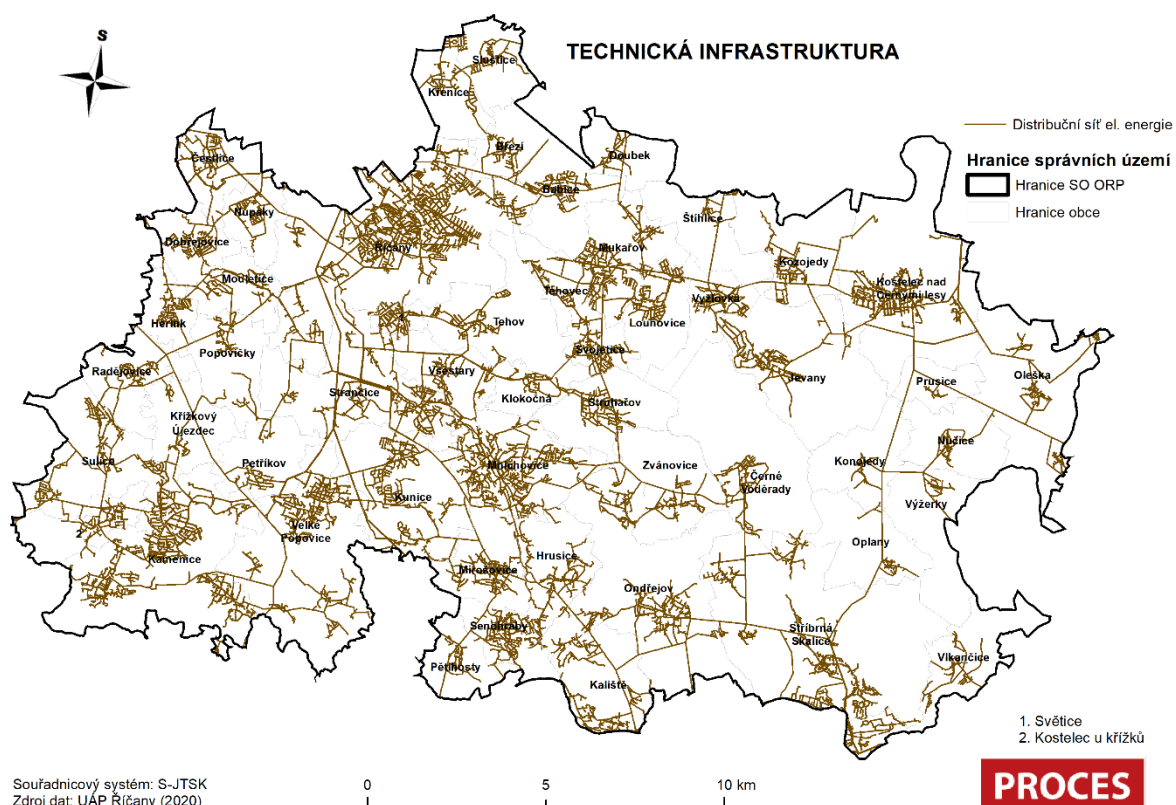 S
TECHNICKÁ INFRASTRUKTURA
Distribuční síť el. energie
Hranice správních území
Hranice SO ORP
Hranice obce
Sluštice
Křenice
Březí
Doubek
Čestlice
Babice
Nupaky
Štíhlice
Dobřejovice
Říčany
Mukařov
Kozojedy
Modletice
Tehovec
Kostelec nad
Černými lesy
Vyžlovka
Herink
Tehov
Louňovice
1
Popovičky
Svojetice
Radějovice
Všestary
Jevany
Prusice
Oleška
Strančice
Klokočná
Struhařov
Křížkový
Újezdec
Nučice
Sulice
Petříkov
Mnichovice
Zvánovice
Konojedy
Černé
Voděrady
Kunice
Výžerky
Velké
Popovice
2
Oplany
Kamenice
Hrusice
Mirošovice
Ondřejov
Senohraby
Stříbrná
Skalice
Pětihosty
Vlkančice
Kaliště
1. Světice
2. Kostelec u křížků
Souřadnicový systém: S-JTSK
Zdroj dat: ÚAP Říčany (2020)
0 5 10 km
PROCES